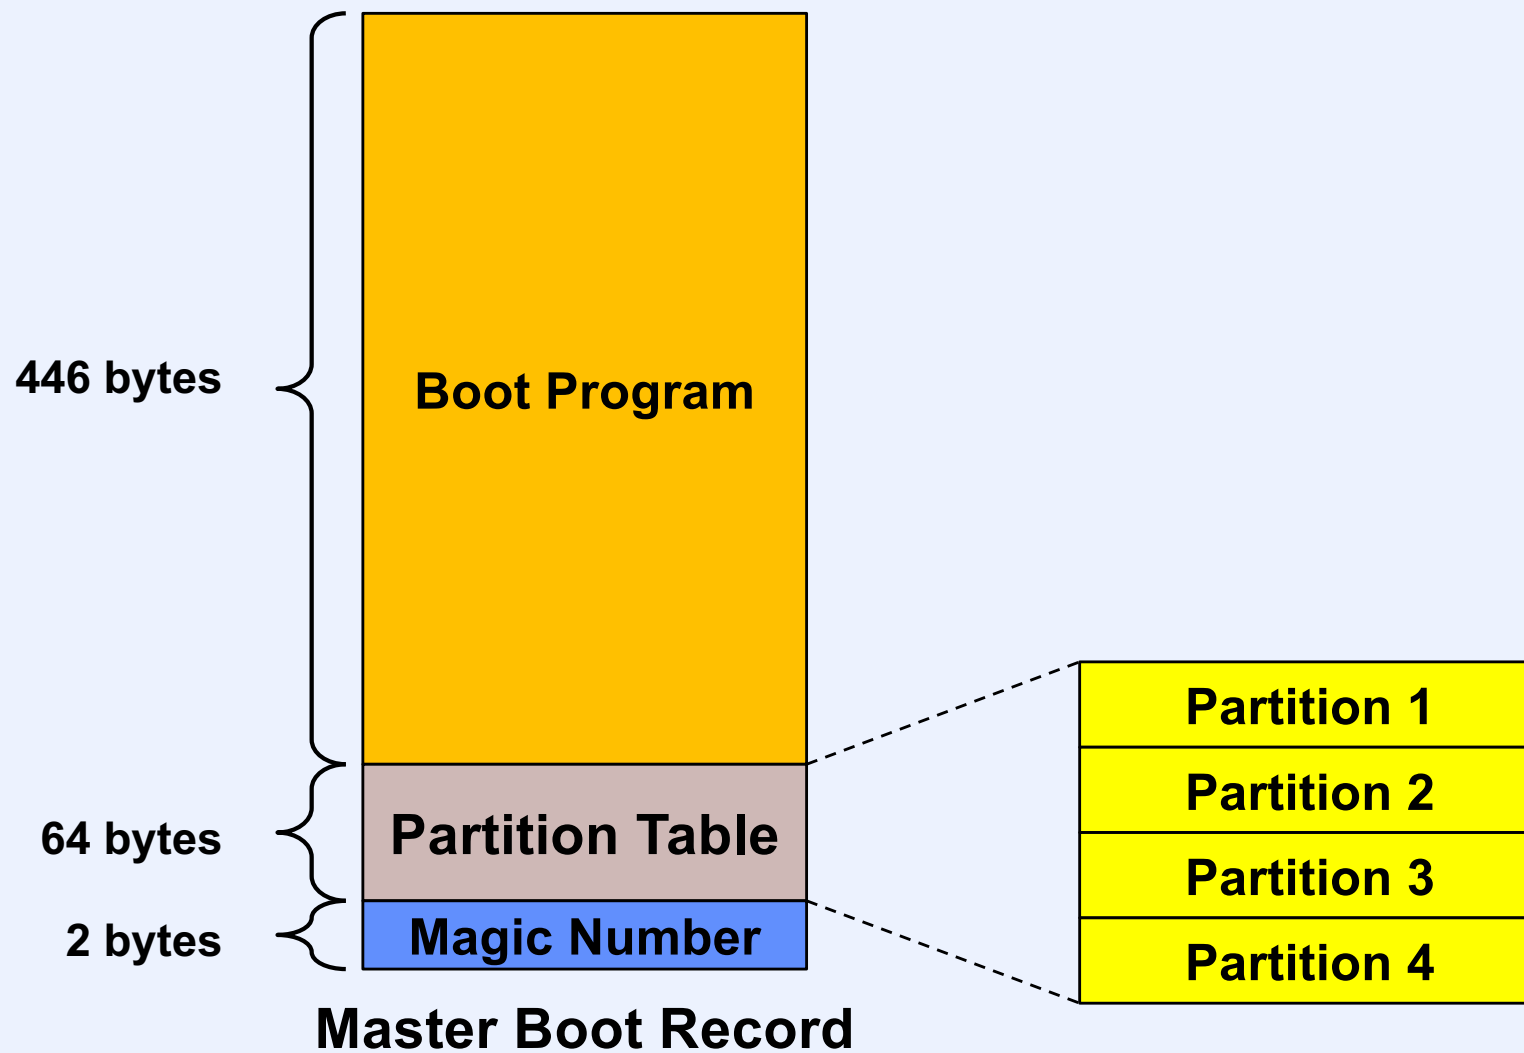 446 bytes
Boot Program
Partition 1
Partition 2
64 bytes
Partition Table
Partition 3
2 bytes
Magic Number
Partition 4
Master Boot Record